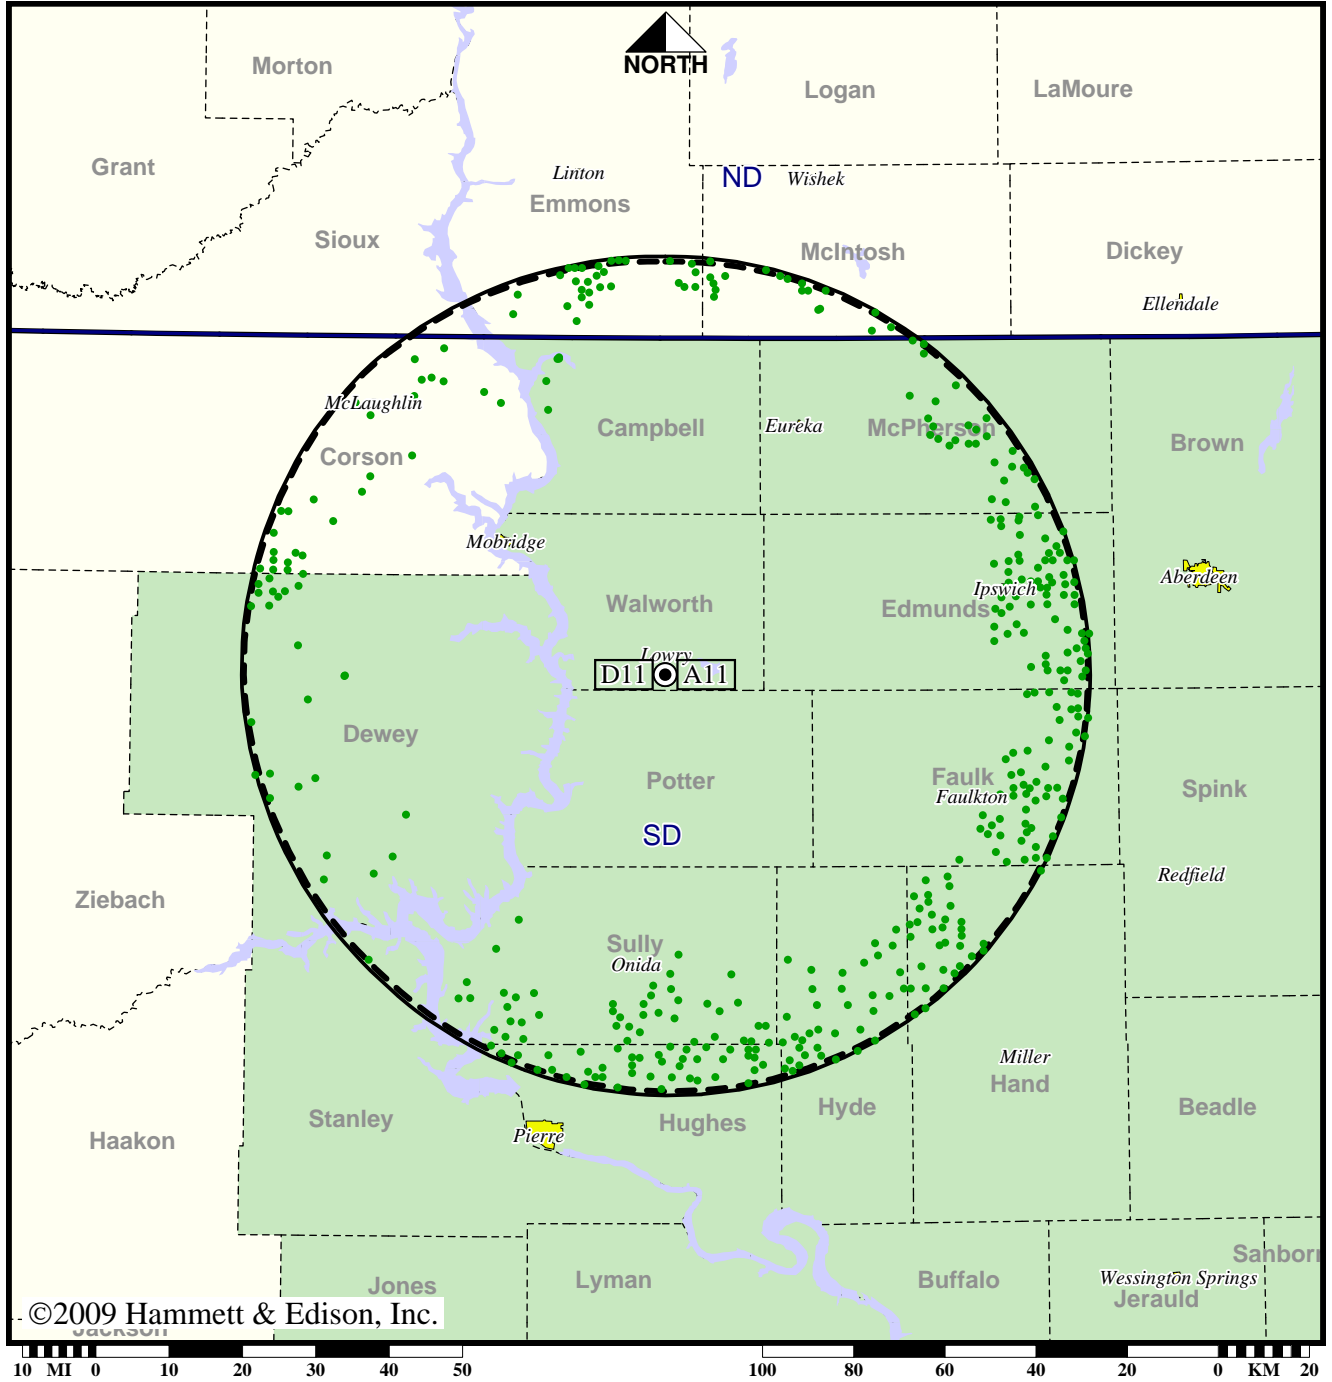 NORTH
Morton
Logan
LaMoure
Grant
Linton
ND
Wishek
Emmons
Sioux
McIntosh
Dickey
Ellendale
McLaughlin
Campbell
Eureka
McPherson
Brown
Corson
Mobridge
Aberdeen
Ipswich
Walworth
Edmunds
Lowry
D11 A11
Dewey
Potter
Faulk
Faulkton
Spink
SD
Redfield
Ziebach
Sully
Onida
Miller
Hand
Stanley
Hughes
Hyde
Beadle
Pierre
Haakon
Sanborn
Jones
Lyman
Buffalo
Wessington Springs
Jerauld
©2009 Hammett & Edison, Inc.
Jackson
10 MI 0 10 20 30 40 50 100 80 60 40 20 0 KM 20